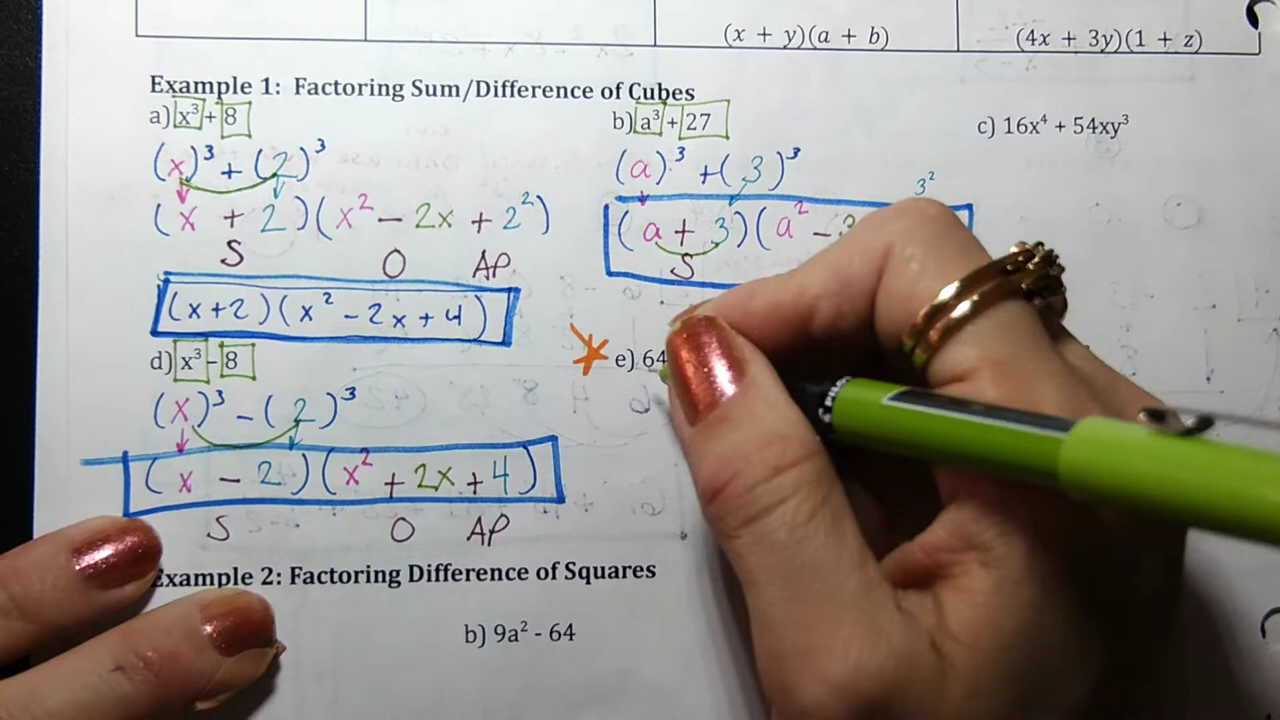 (x + y)(a + b)
(4x + 3y)(1 + z)
Example 1: Factoring Sum/Difference of Cubes
a) x³ + 8
(x)³ + (2)³
(x + 2)(x² - 2x + 2²)
S O AP
(x+2)(x² - 2x + 4)
b) a³ + 27
(a)³ + (3)³
3²
(a + 3)(a² -
S
c) 16x⁴ + 54xy³
d) x³ - 8
(x)³ - (2)³
(x - 2)(x² + 2x + 4)
S O AP
e) 64
Example 2: Factoring Difference of Squares
b) 9a² - 64
PILOT